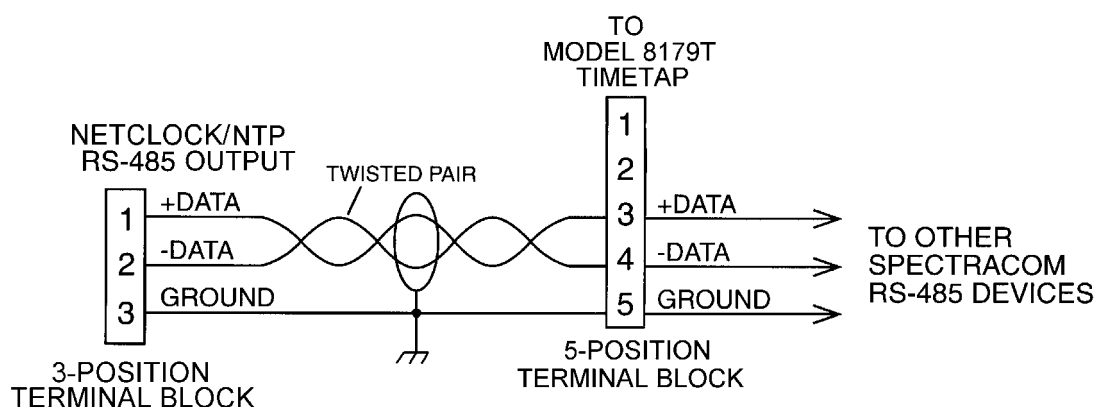 TO
MODEL 8179T
TIMETAP
NETCLOCK/NTP
RS-485 OUTPUT
TWISTED PAIR
1
2
3
+DATA
-DATA
GROUND
1
2
3
4
5
+DATA
-DATA
GROUND
TO OTHER
SPECTRACOM
RS-485 DEVICES
3-POSITION
TERMINAL BLOCK
5-POSITION
TERMINAL BLOCK